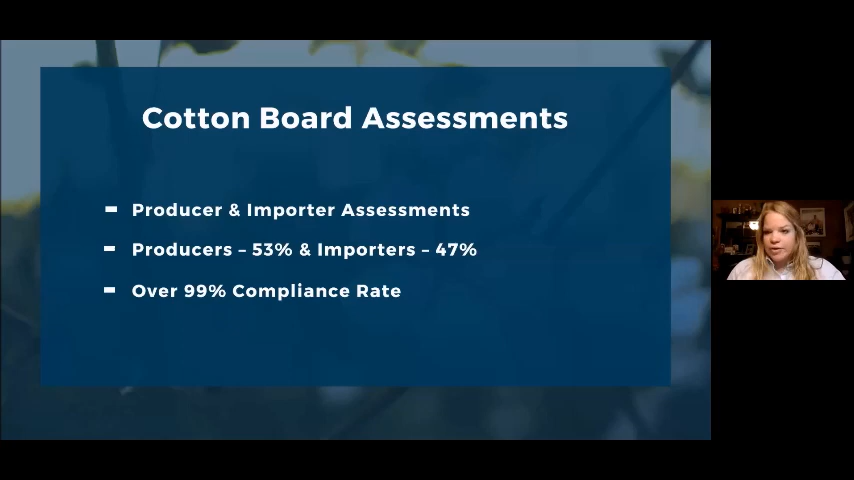 Cotton Board Assessments
- Producer & Importer Assessments
- Producers – 53% & Importers – 47%
- Over 99% Compliance Rate